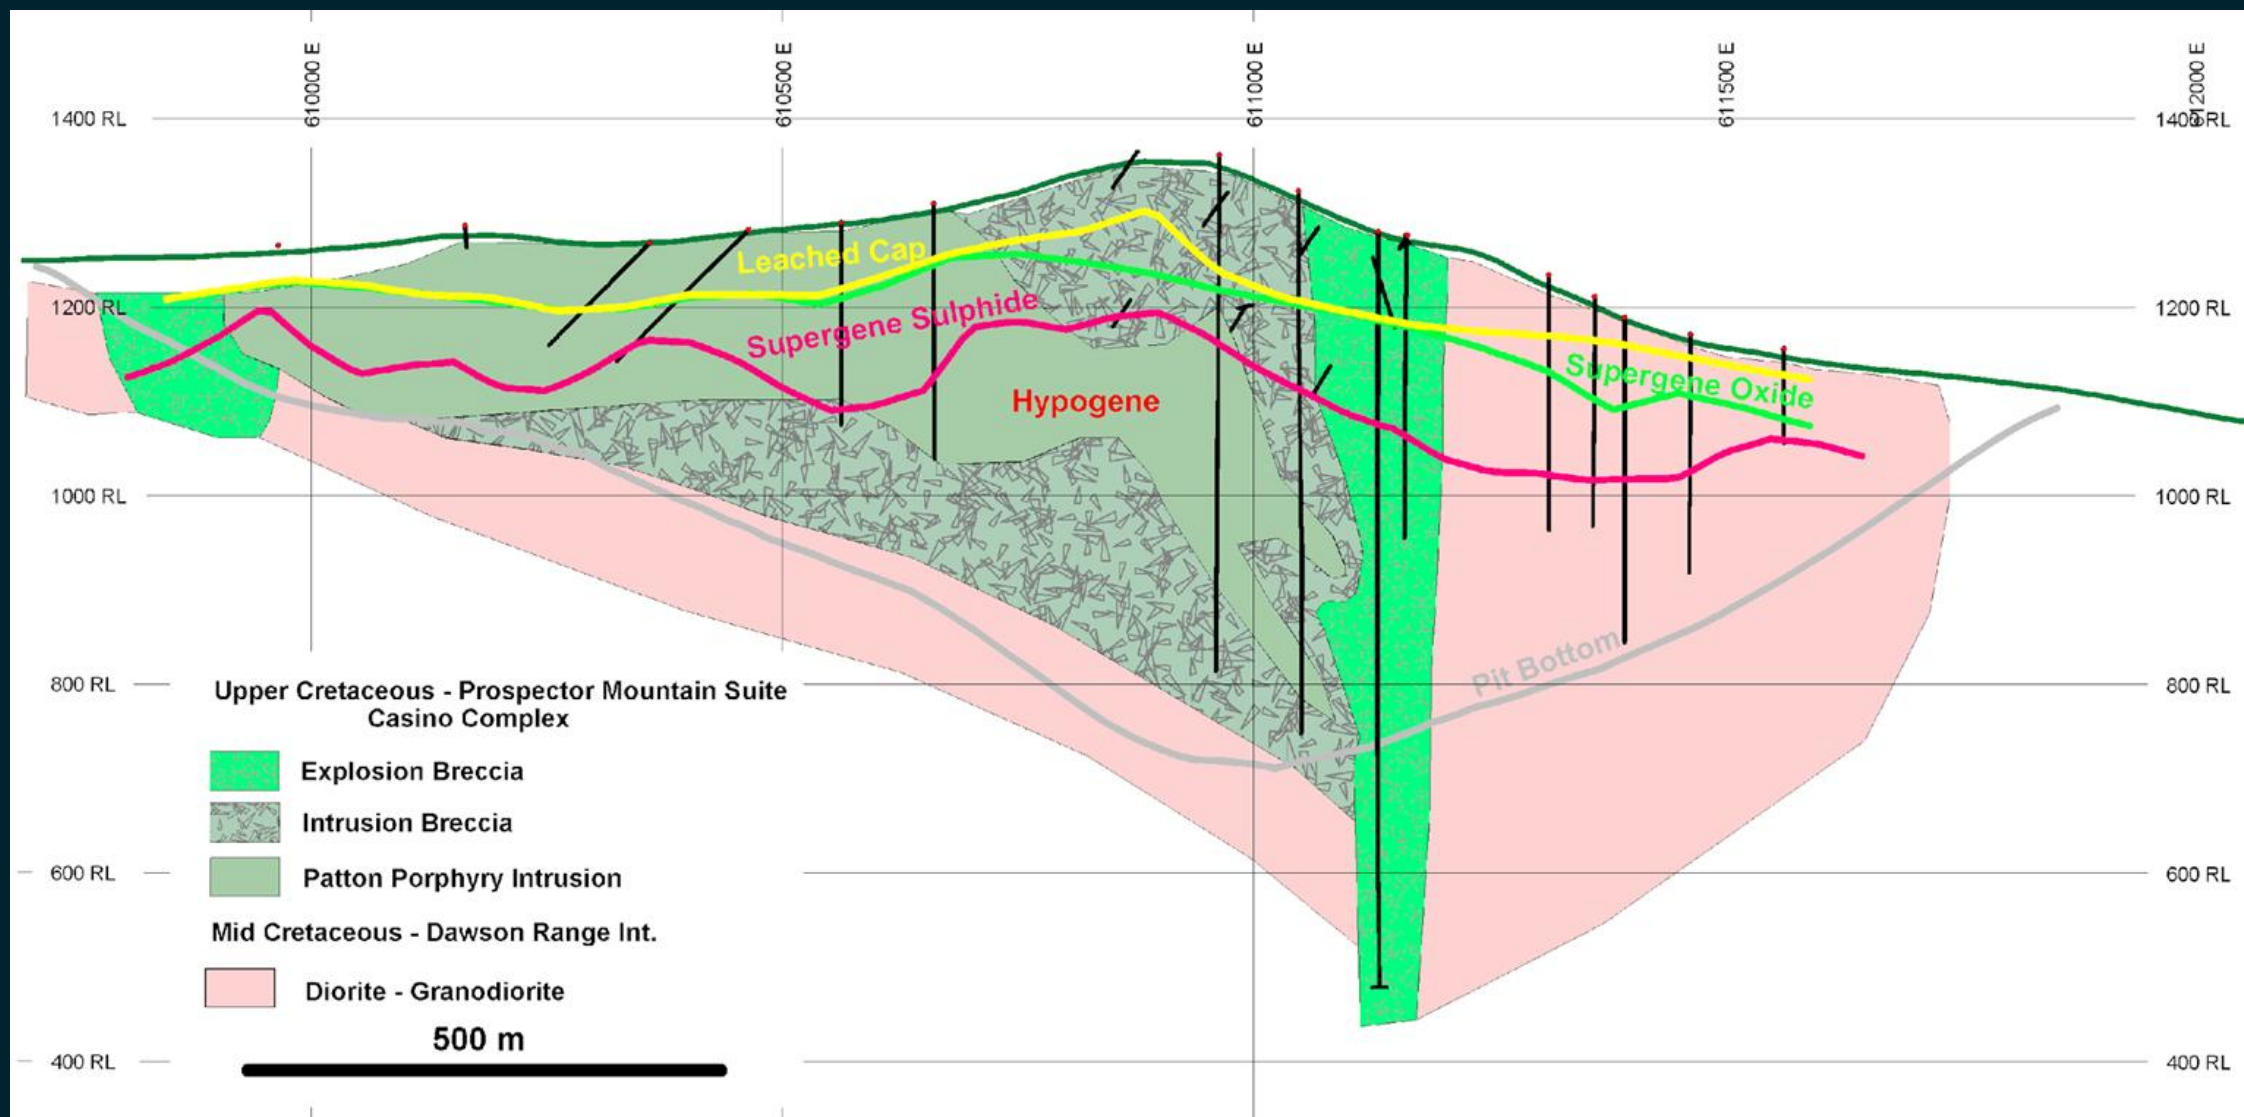 610000 E
610500 E
611000 E
611500 E
612000 E
1400 RL
1400 RL
Leached Cap
1200 RL
1200 RL
Supergene Sulphide
Supergene Oxide
Hypogene
1000 RL
1000 RL
Pit Bottom
800 RL
800 RL
Upper Cretaceous - Prospector Mountain Suite
Casino Complex
Explosion Breccia
Intrusion Breccia
600 RL
600 RL
Patton Porphyry Intrusion
Mid Cretaceous - Dawson Range Int.
Diorite - Granodiorite
500 m
400 RL
400 RL